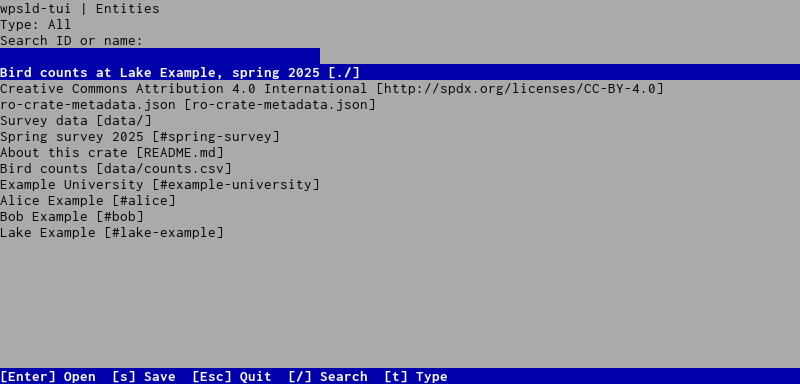 wpsld-tui | Entities
Type: All
Search ID or name:
Bird counts at Lake Example, spring 2025 [./]
Creative Commons Attribution 4.0 International [http://spdx.org/licenses/CC-BY-4.0]
ro-crate-metadata.json [ro-crate-metadata.json]
Survey data [data/]
Spring survey 2025 [#spring-survey]
About this crate [README.md]
Bird counts [data/counts.csv]
Example University [#example-university]
Alice Example [#alice]
Bob Example [#bob]
Lake Example [#lake-example]
[Enter] Open  [s] Save  [Esc] Quit  [/] Search  [t] Type